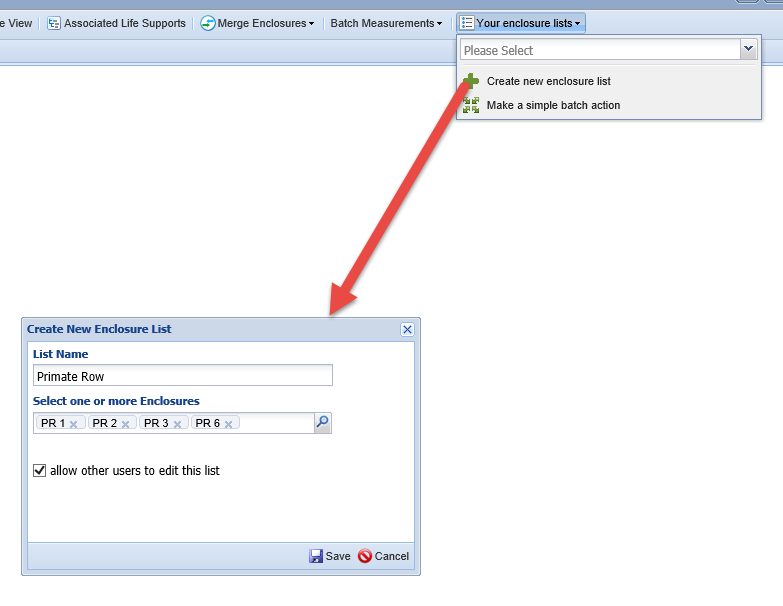 e View Associated Life Supports Merge Enclosures Batch Measurements Your enclosure lists
Please Select
Create new enclosure list
Make a simple batch action
Create New Enclosure List
List Name
Primate Row
Select one or more Enclosures
PR 1 PR 2 PR 3 PR 6
allow other users to edit this list
Save Cancel